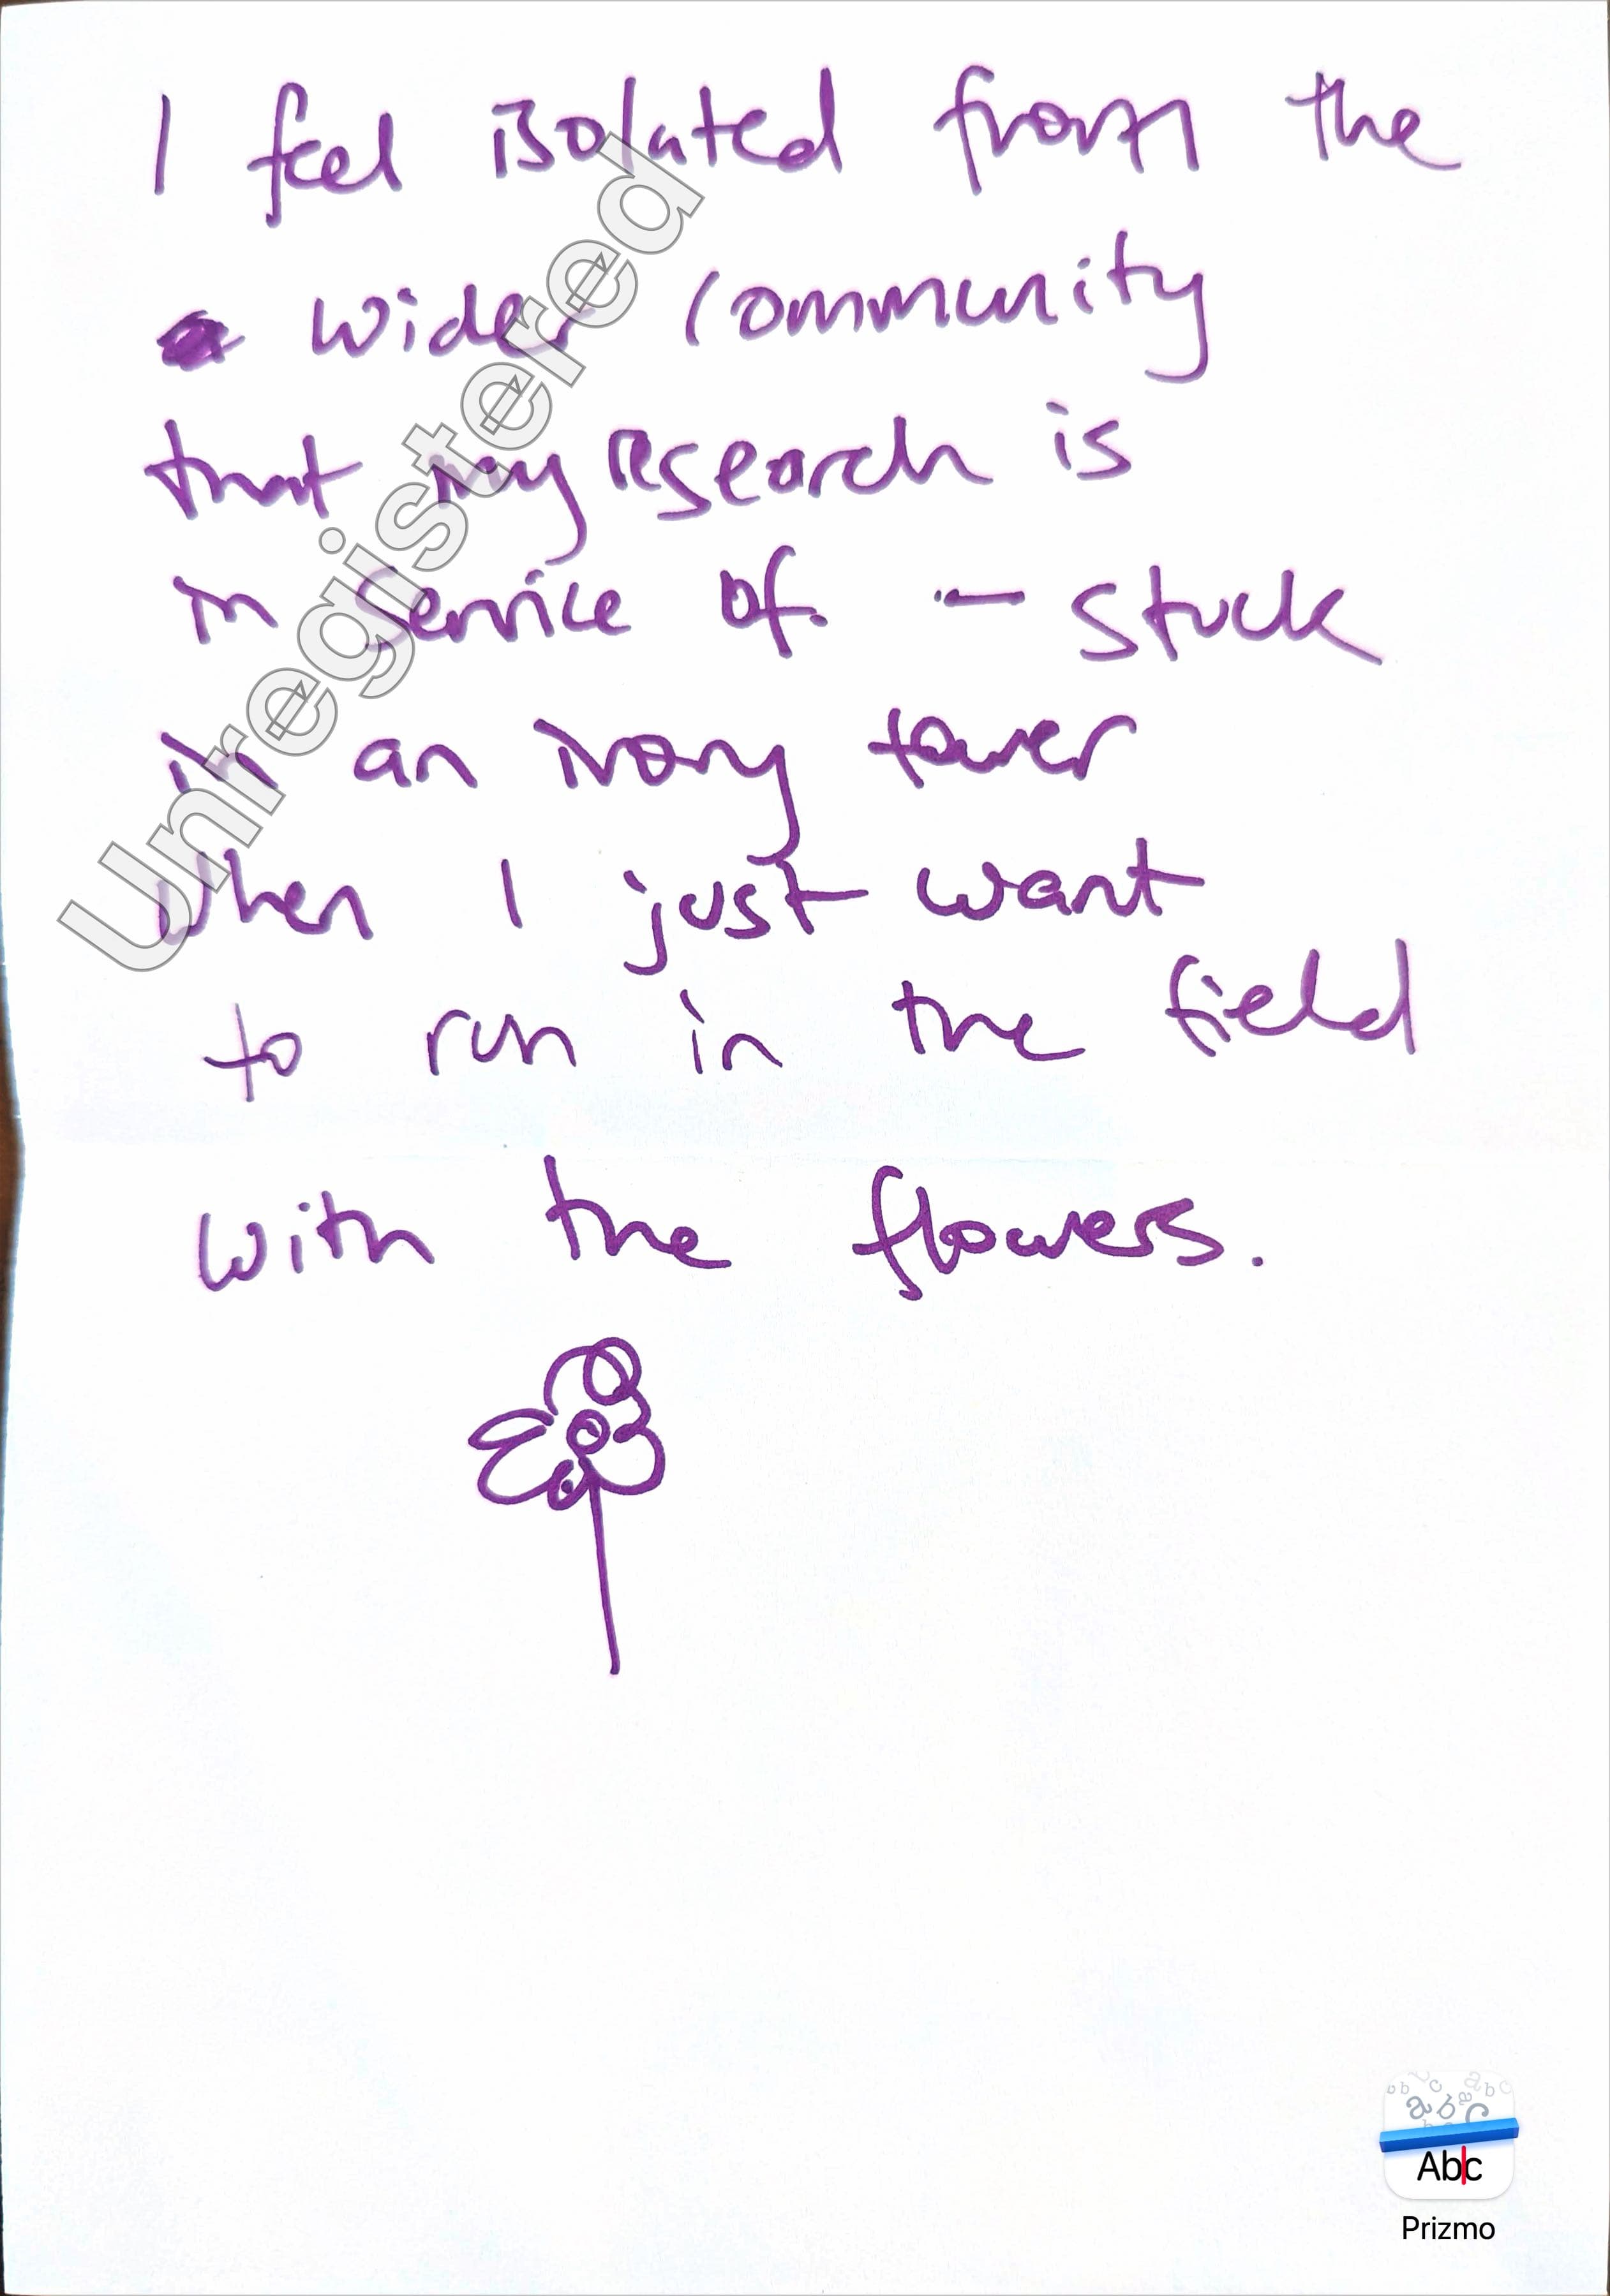 I feel isolated from the
wider community
that my research is
in service of. - stuck
in an ivory tower
when I just want
to run in the field
with the flowers.
Unregistered
Abc
Prizmo